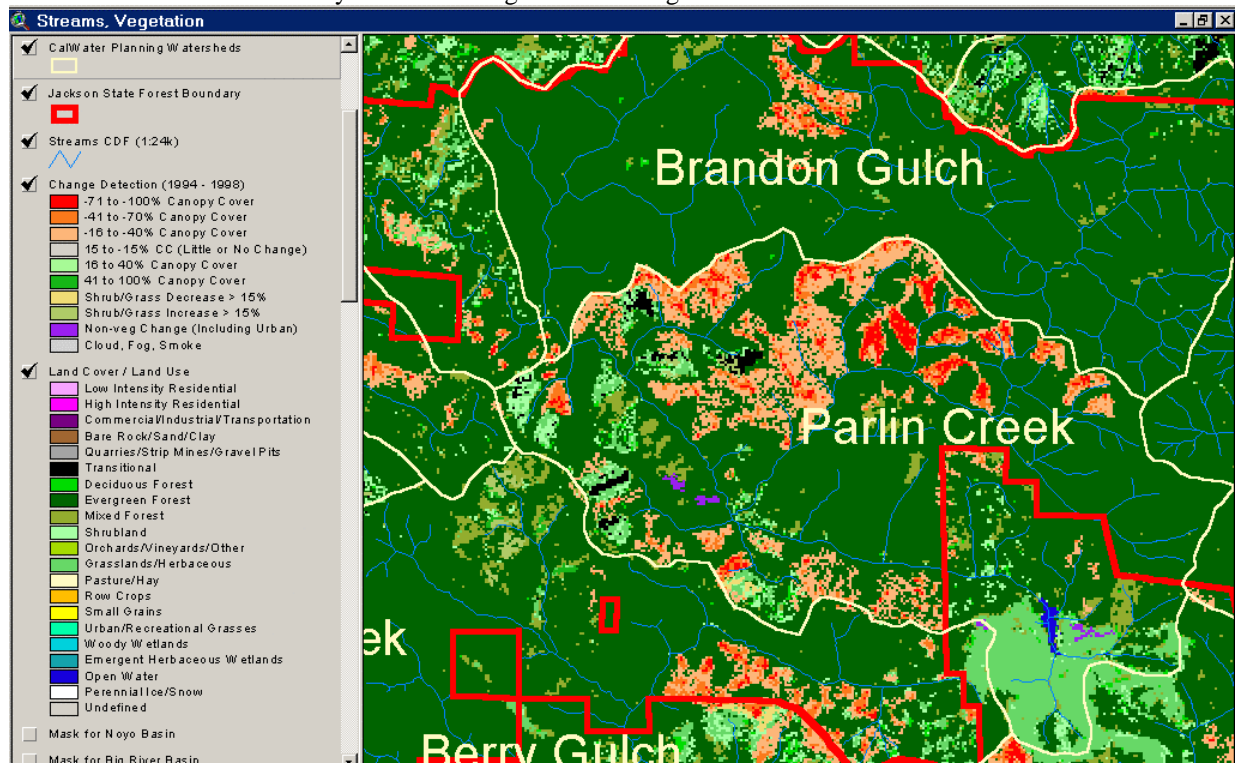 Streams, Vegetation
CalWater Planning Watersheds
Jackson State Forest Boundary
Streams CDF (1:24k)
Change Detection (1994 - 1998)
-71 to -100% Canopy Cover
-41 to -70% Canopy Cover
-16 to -40% Canopy Cover
15 to -15% CC (Little or No Change)
16 to 40% Canopy Cover
41 to 100% Canopy Cover
Shrub/Grass Decrease > 15%
Shrub/Grass Increase > 15%
Non-veg Change (Including Urban)
Cloud, Fog, Smoke
Land Cover / Land Use
Low Intensity Residential
High Intensity Residential
Commercial/Industrial/Transportation
Bare Rock/Sand/Clay
Quarries/Strip Mines/Gravel Pits
Transitional
Deciduous Forest
Evergreen Forest
Mixed Forest
Shrubland
Orchards/Vineyards/Other
Grasslands/Herbaceous
Pasture/Hay
Row Crops
Small Grains
Urban/Recreational Grasses
Woody Wetlands
Emergent Herbaceous Wetlands
Open Water
Perennial Ice/Snow
Undefined
Mask for Noyo Basin
Mask for Big River Basin
Brandon Gulch
Parlin Creek
ek
Berry Gulch